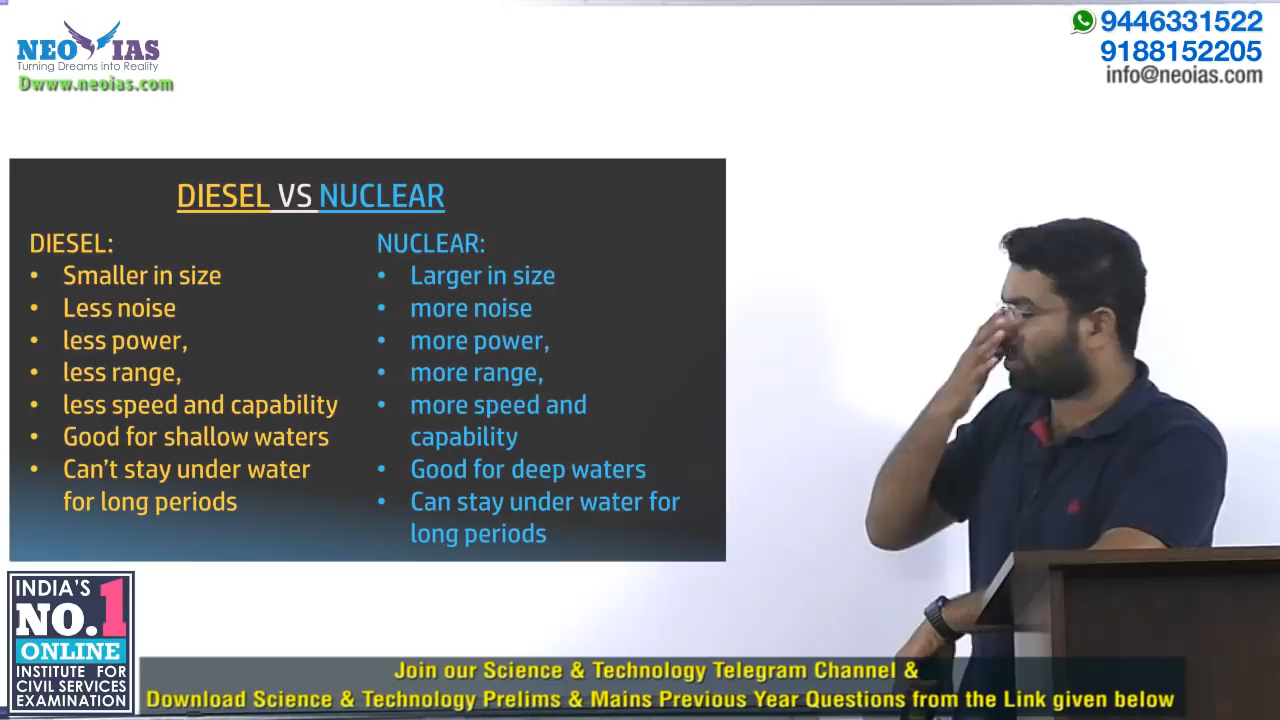 NEO IAS
Turning Dreams into Reality
Dwww.neoias.com
9446331522
9188152205
info@neoias.com
DIESEL VS NUCLEAR
DIESEL:
• Smaller in size
• Less noise
• less power,
• less range,
• less speed and capability
• Good for shallow waters
• Can’t stay under water
for long periods
NUCLEAR:
• Larger in size
• more noise
• more power,
• more range,
• more speed and
capability
• Good for deep waters
• Can stay under water for
long periods
INDIA’S
NO.1
ONLINE
INSTITUTE FOR
CIVIL SERVICES
EXAMINATION
Join our Science & Technology Telegram Channel &
Download Science & Technology Prelims & Mains Previous Year Questions from the Link given below